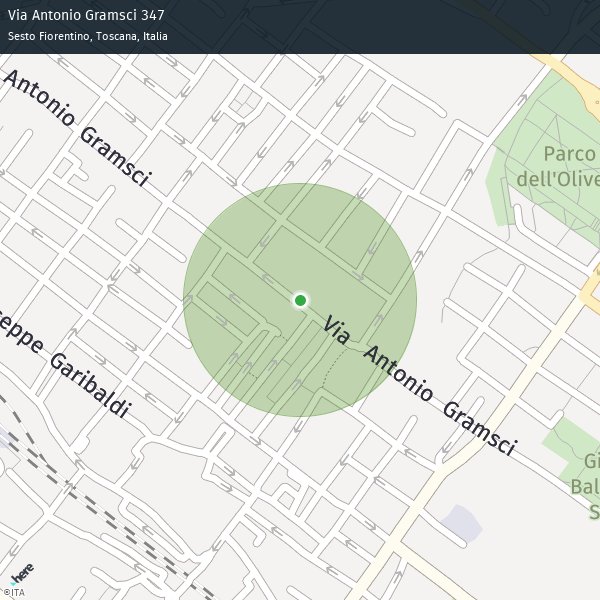 Via Antonio Gramsci 347
Sesto Fiorentino, Toscana, Italia
Antonio Gramsci
Parco
dell'Olive
Via Antonio Gramsci
seppe Garibaldi
Gi
Bal
S
here
©ITA